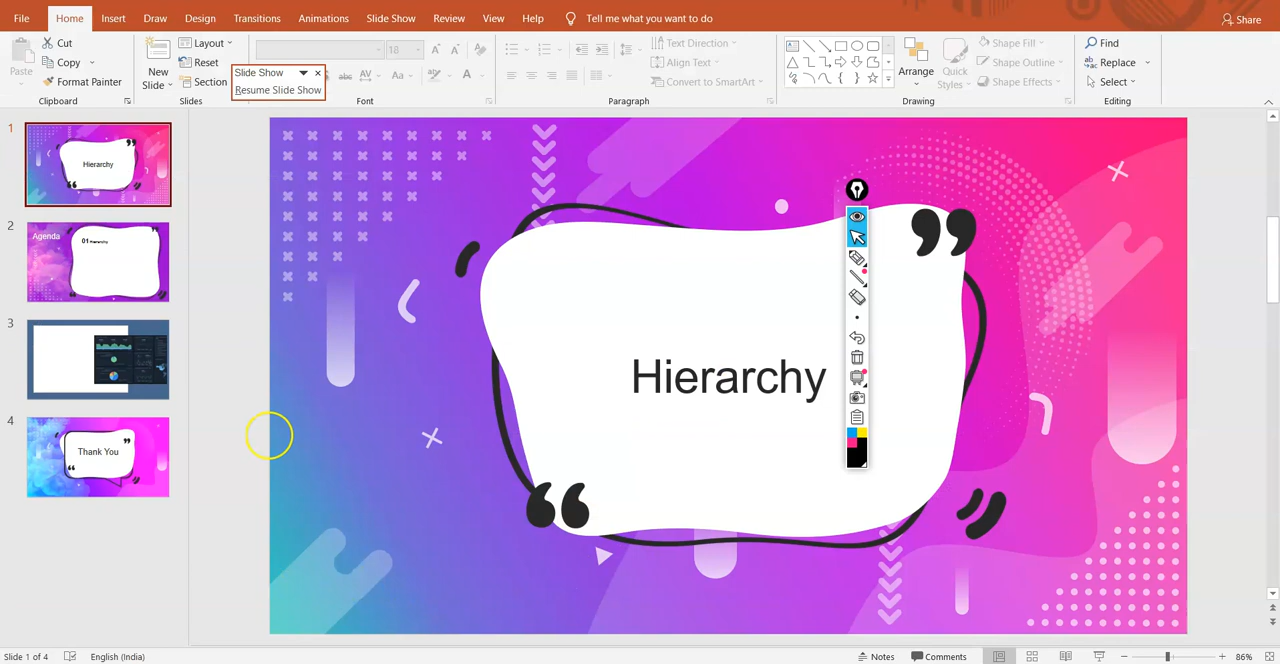 File Home Insert Draw Design Transitions Animations Slide Show Review View Help Tell me what you want to do Share
Paste
Cut
Copy
Format Painter
Clipboard
New
Slide
Layout
Reset
Section
Slides
Slide Show
Resume Slide Show
18
abc AV Aa A
Font
Text Direction
Align Text
Convert to SmartArt
Paragraph
Arrange
Quick
Styles
Shape Fill
Shape Outline
Shape Effects
Drawing
Find
Replace
Select
Editing
1
Hierarchy
2
Agenda
01 Hierarchy
3
4
Thank You
Hierarchy
Slide 1 of 4 English (India) Notes Comments 86%